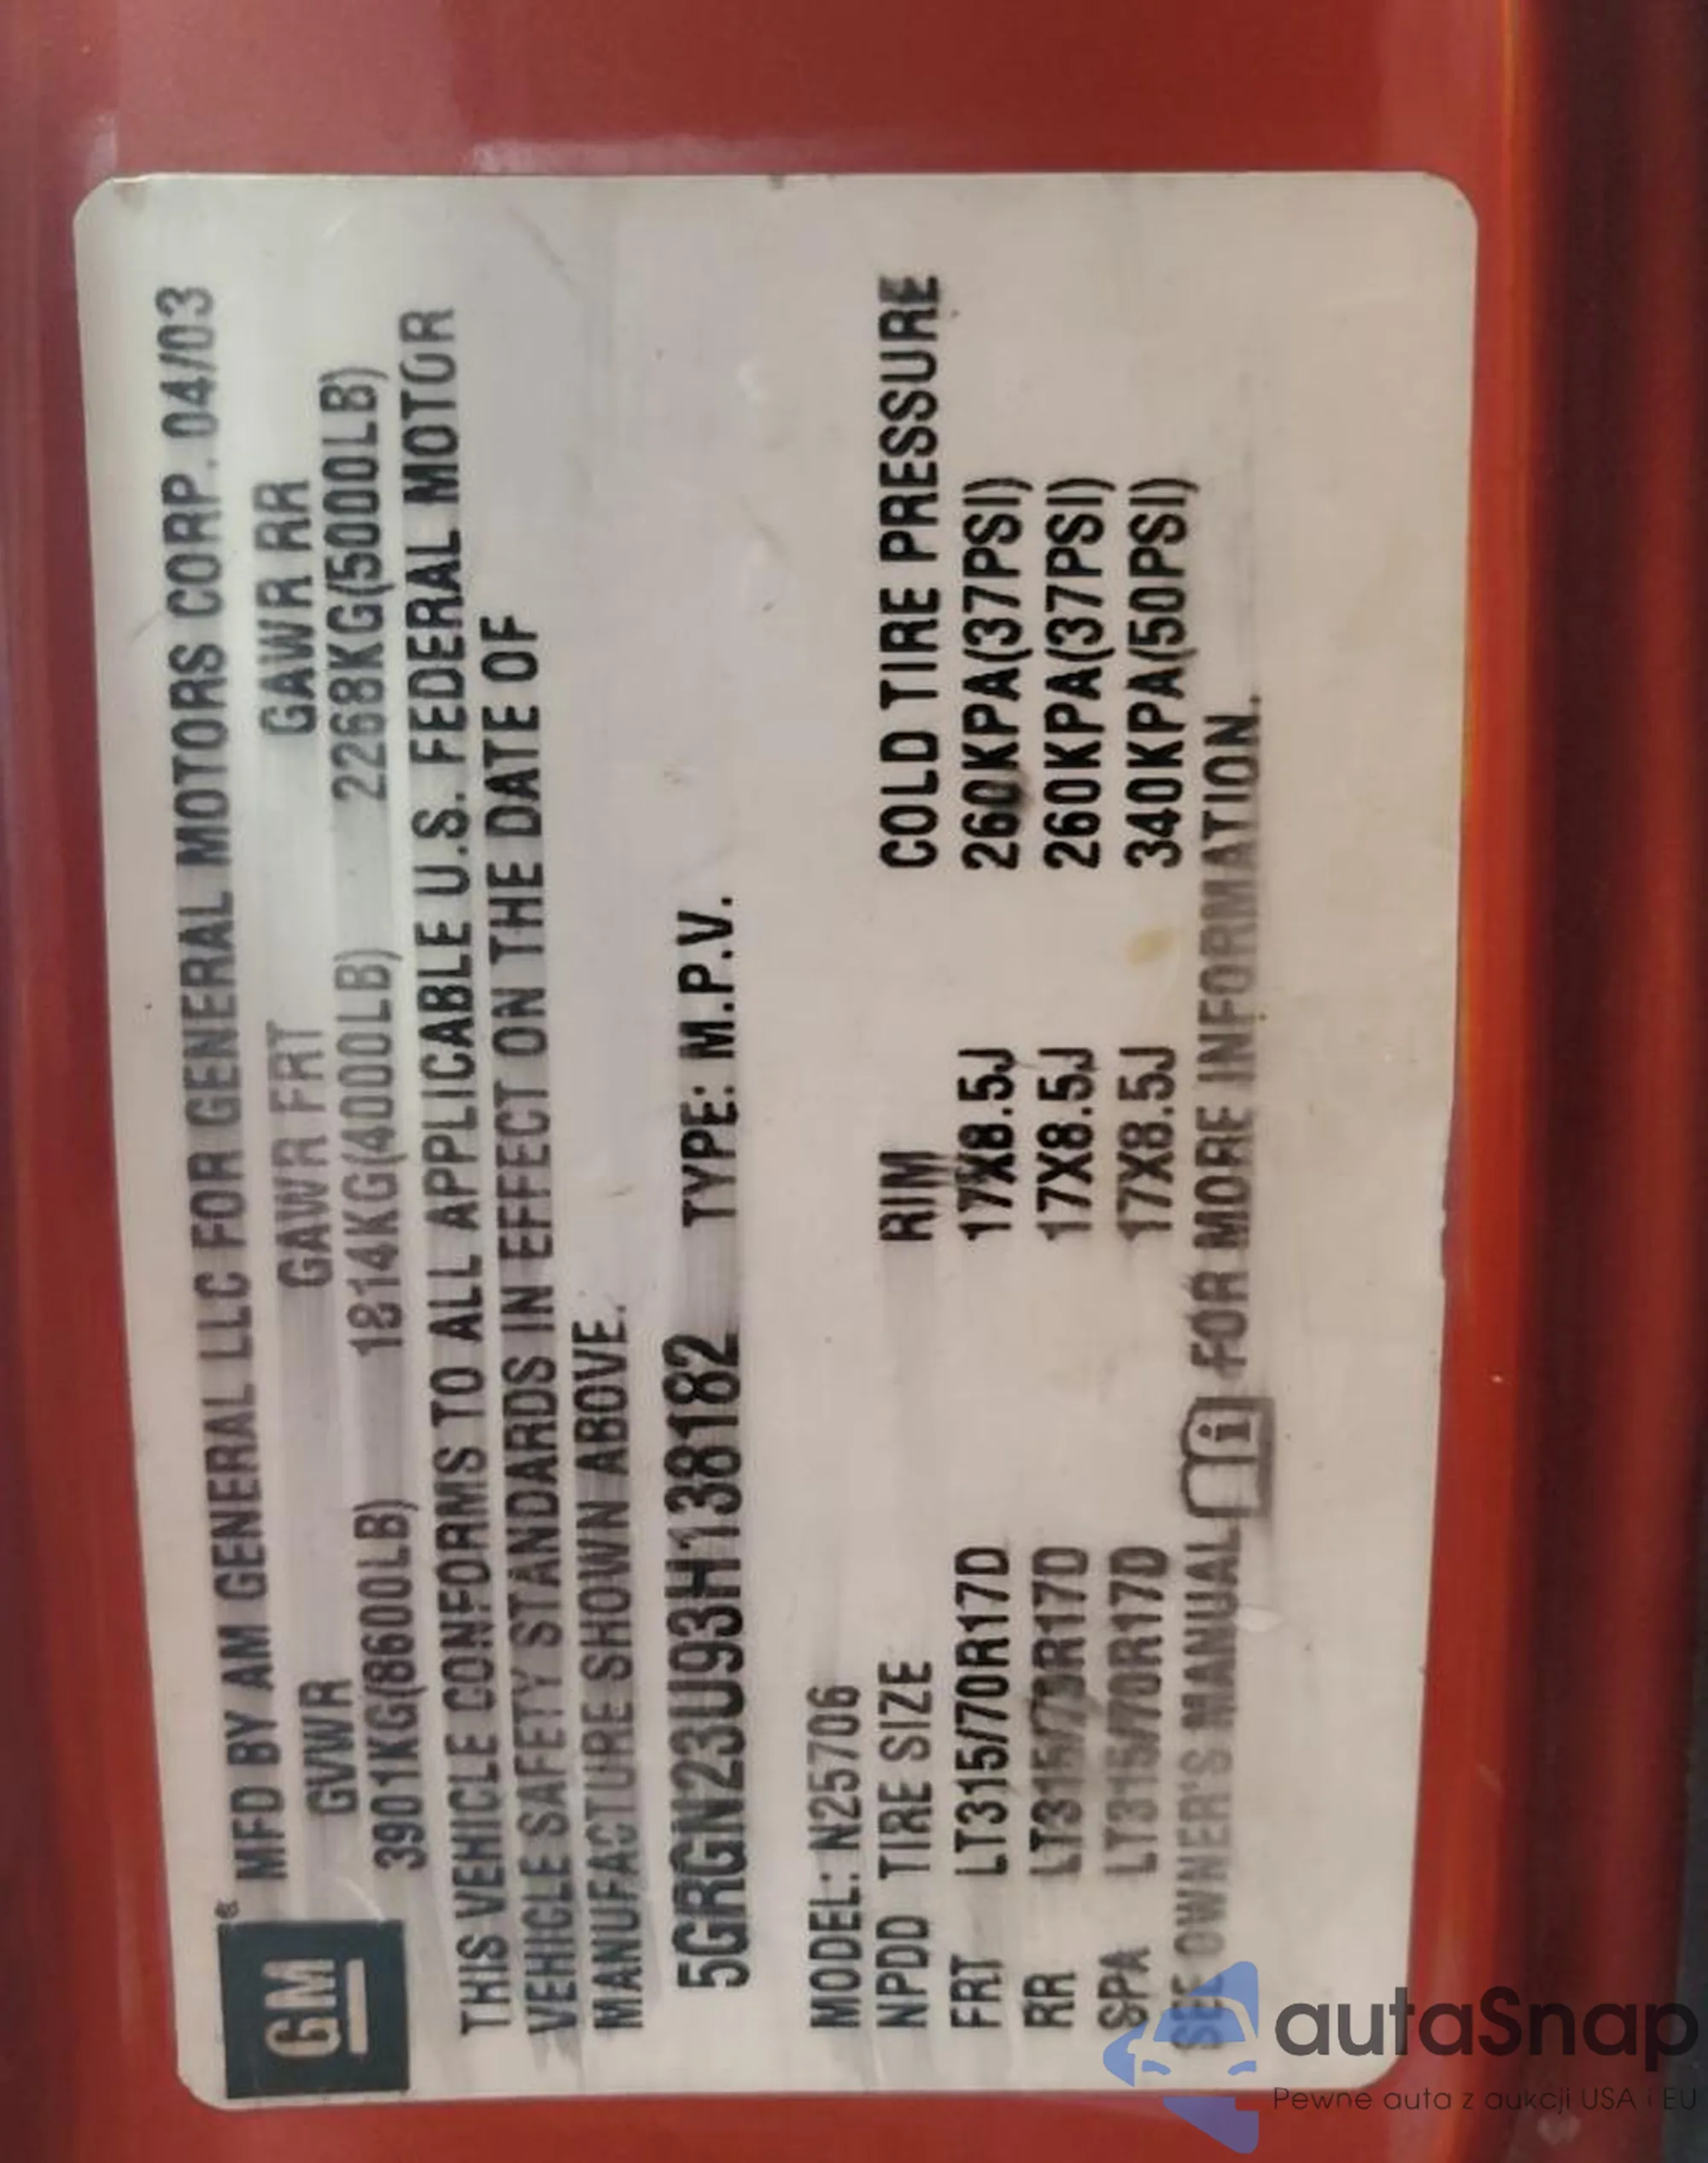 GM®
MFD BY AM GENERAL LLC FOR GENERAL MOTORS CORP. 04/03
GVWR GAWR FRT GAWR RR
3901KG(8600LB) 1814KG(4000LB) 2268KG(5000LB)
THIS VEHICLE CONFORMS TO ALL APPLICABLE U.S. FEDERAL MOTOR
VEHICLE SAFETY STANDARDS IN EFFECT ON THE DATE OF
MANUFACTURE SHOWN ABOVE.
5GRGN23U93H138182 TYPE: M.P.V.
MODEL: N25706
NPDD TIRE SIZE RIM COLD TIRE PRESSURE
FRT LT315/70R17D 17X8.5J 260KPA(37PSI)
RR LT315/70R17D 17X8.5J 260KPA(37PSI)
SPA LT315/70R17D 17X8.5J 340KPA(50PSI)
SEE OWNER'S MANUAL i FOR MORE INFORMATION.
autaSnap
Pewne auta z aukcji USA i EU